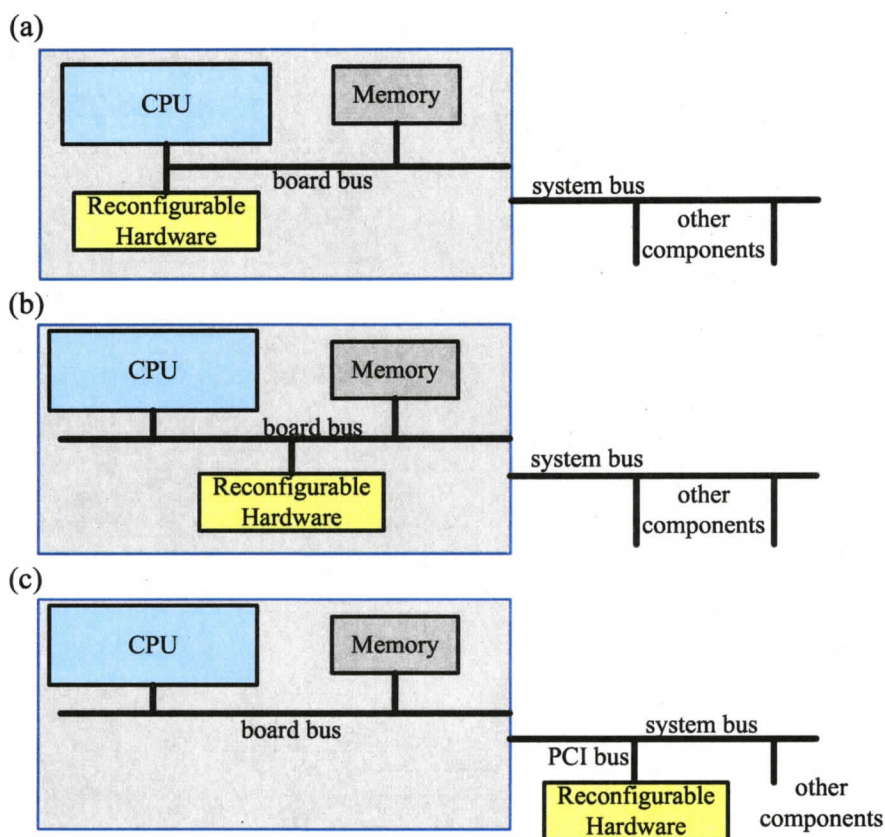 (a)
CPU
Memory
board bus
Reconfigurable
Hardware
system bus
other
components
(b)
CPU
Memory
board bus
Reconfigurable
Hardware
system bus
other
components
(c)
CPU
Memory
board bus
system bus
PCI bus
Reconfigurable
Hardware
other
components